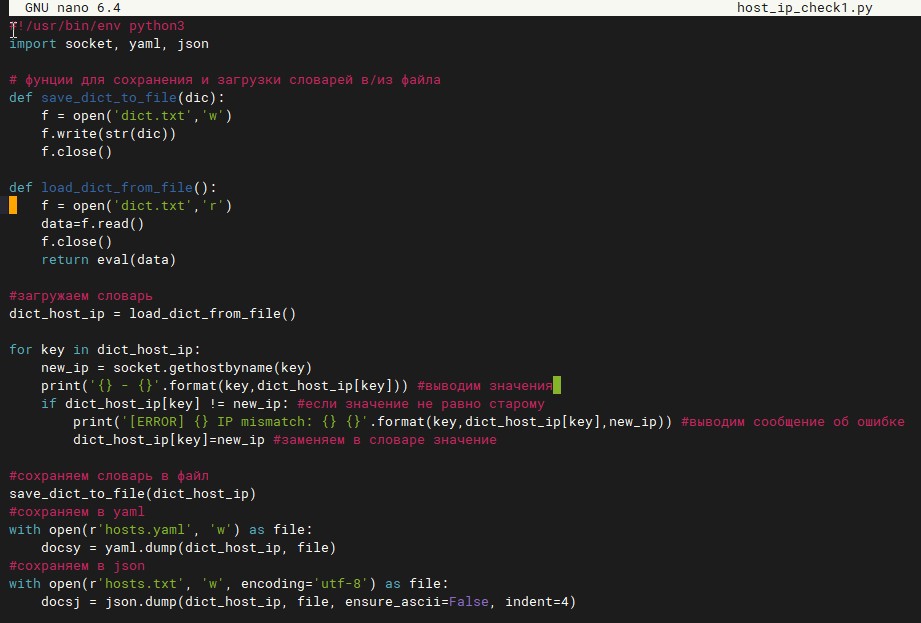 GNU nano 6.4 host_ip_check1.py
#!/usr/bin/env python3
import socket, yaml, json
# фунции для сохранения и загрузки словарей в/из файла
def save_dict_to_file(dic):
    f = open('dict.txt','w')
    f.write(str(dic))
    f.close()
def load_dict_from_file():
    f = open('dict.txt','r')
    data=f.read()
    f.close()
    return eval(data)
#загружаем словарь
dict_host_ip = load_dict_from_file()
for key in dict_host_ip:
    new_ip = socket.gethostbyname(key)
    print('{} - {}'.format(key,dict_host_ip[key])) #выводим значения
    if dict_host_ip[key] != new_ip: #если значение не равно старому
        print('[ERROR] {} IP mismatch: {} {}'.format(key,dict_host_ip[key],new_ip)) #выводим сообщение об ошибке
        dict_host_ip[key]=new_ip #заменяем в словаре значение
#сохраняем словарь в файл
save_dict_to_file(dict_host_ip)
#сохраняем в yaml
with open(r'hosts.yaml', 'w') as file:
    docsy = yaml.dump(dict_host_ip, file)
#сохраняем в json
with open(r'hosts.txt', 'w', encoding='utf-8') as file:
    docsj = json.dump(dict_host_ip, file, ensure_ascii=False, indent=4)